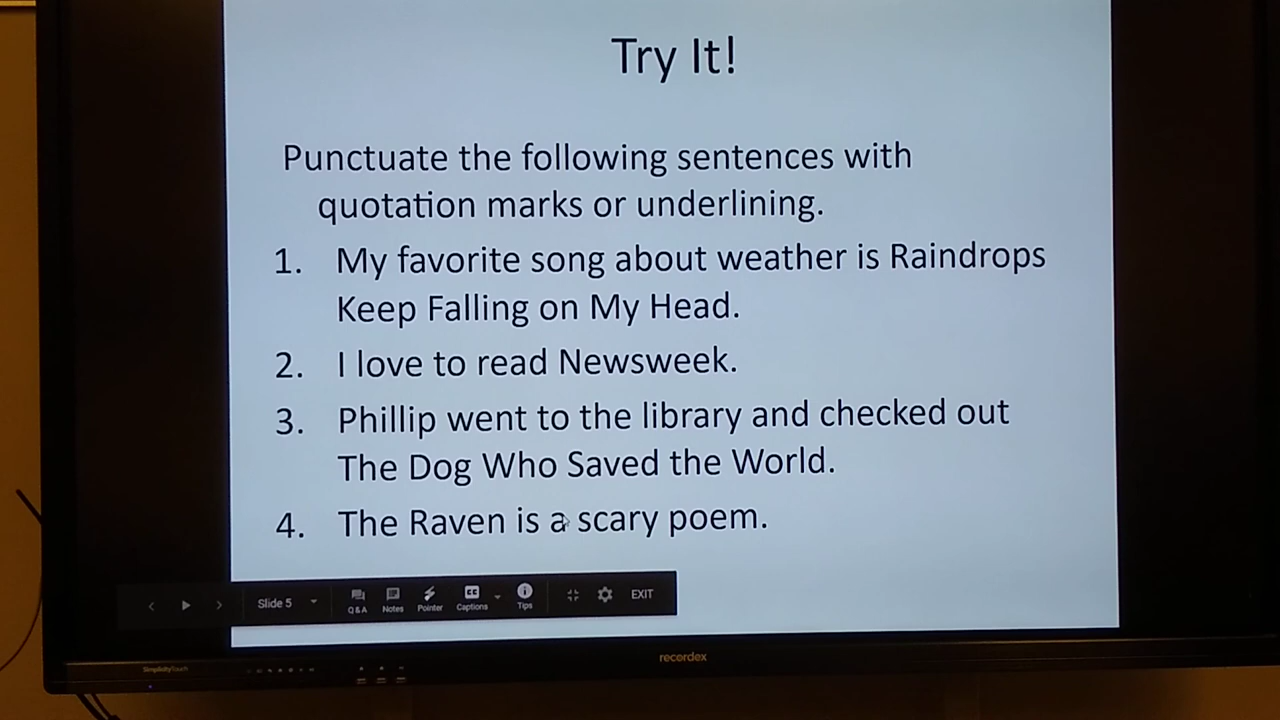 Try It!
Punctuate the following sentences with
quotation marks or underlining.
1. My favorite song about weather is Raindrops
Keep Falling on My Head.
2. I love to read Newsweek.
3. Phillip went to the library and checked out
The Dog Who Saved the World.
4. The Raven is a scary poem.
Slide 5
Q&A Notes Pointer CC Captions Tips EXIT
SimplicityTouch
recordex